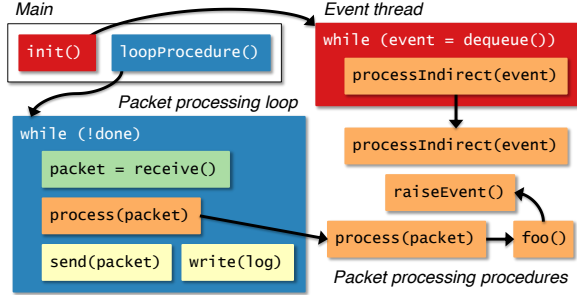 Main
init()
loopProcedure()
Event thread
while (event = dequeue())
processIndirect(event)
Packet processing loop
while (!done)
packet = receive()
process(packet)
send(packet)
write(log)
processIndirect(event)
raiseEvent()
process(packet)
foo()
Packet processing procedures